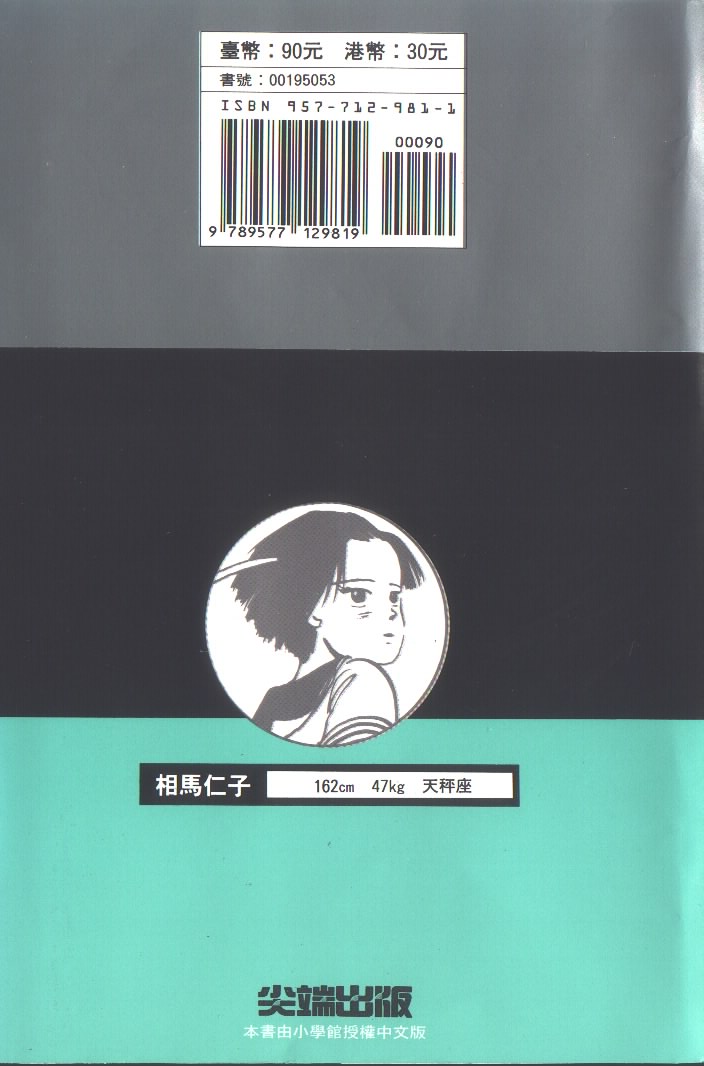 臺幣：90元　港幣：30元
書號：00195053
ISBN 957-712-981-1
00090
9 789577 129819
相馬仁子 162cm 47kg 天秤座
尖端出版
本書由小學館授權中文版